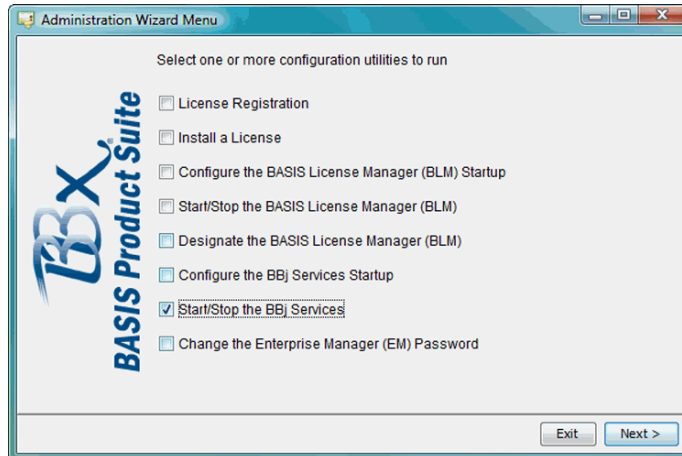 Administration Wizard Menu
Select one or more configuration utilities to run
License Registration
Install a License
Configure the BASIS License Manager (BLM) Startup
Start/Stop the BASIS License Manager (BLM)
Designate the BASIS License Manager (BLM)
Configure the BBj Services Startup
Start/Stop the BBj Services
Change the Enterprise Manager (EM) Password
BBx
BASIS Product Suite
Exit
Next >